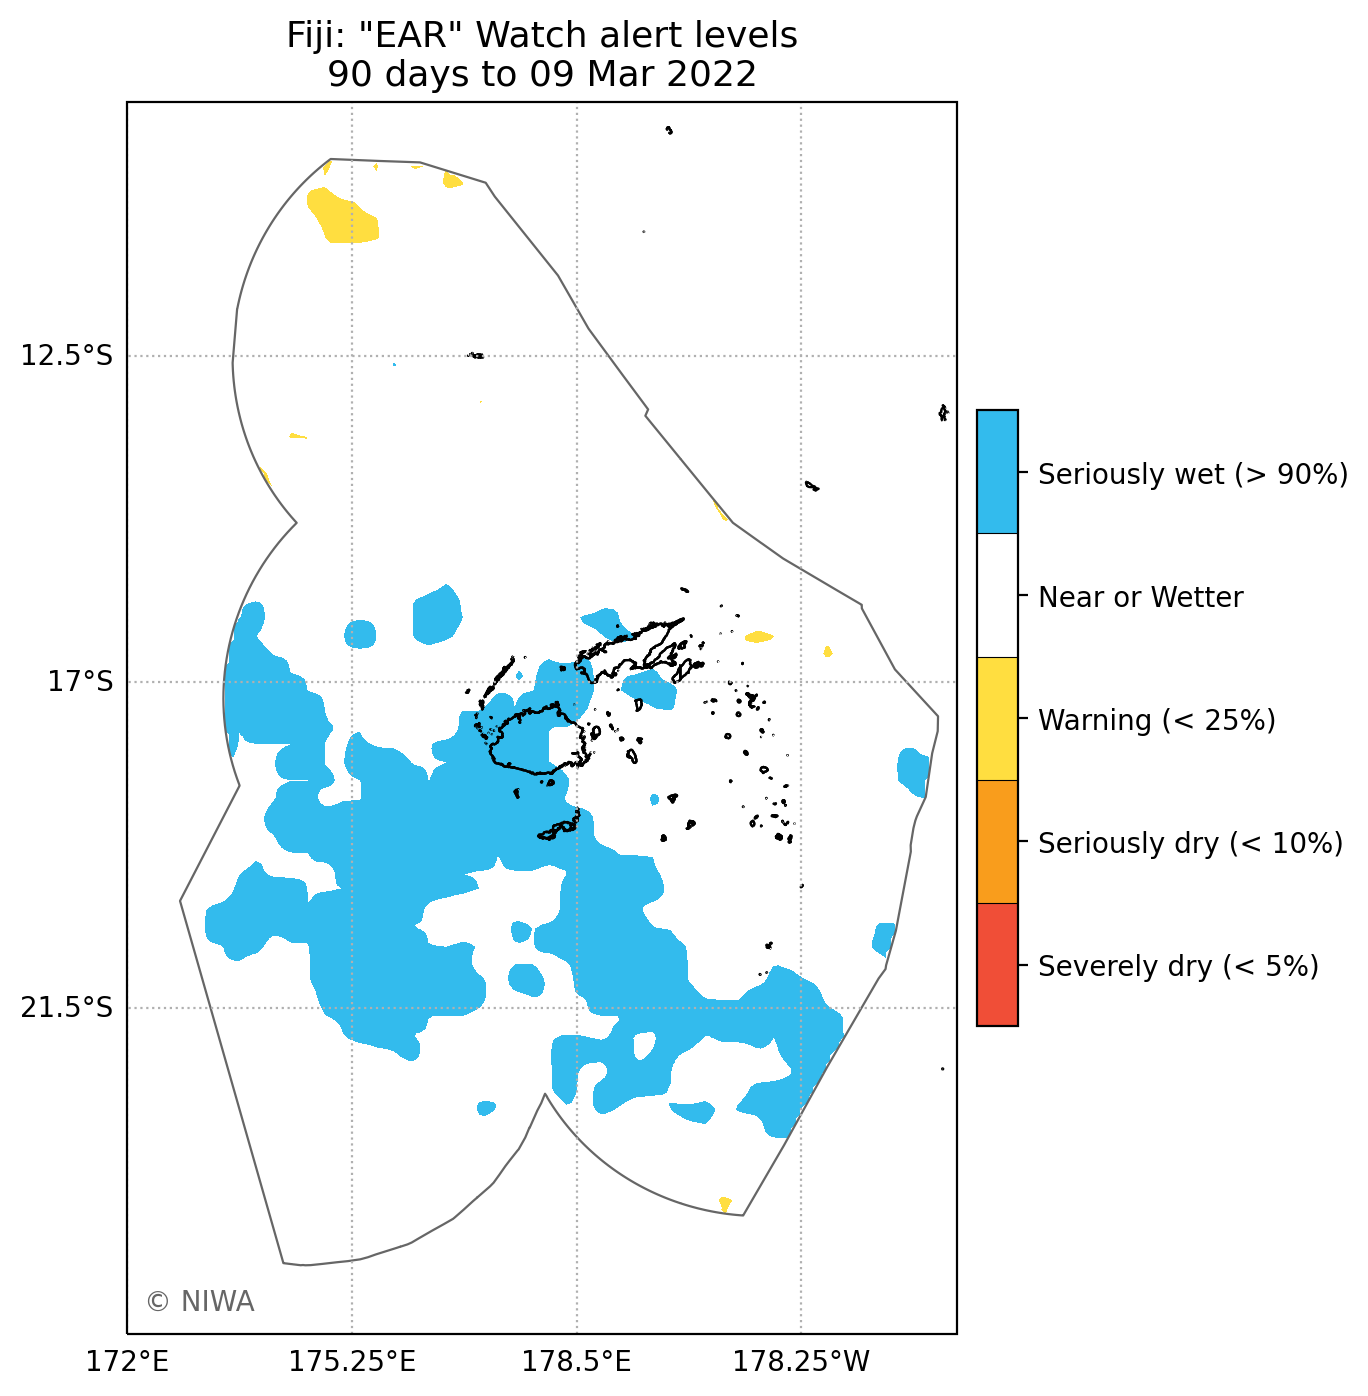 Fiji: "EAR" Watch alert levels
90 days to 09 Mar 2022
12.5°S
17°S
21.5°S
172°E
175.25°E
178.5°E
178.25°W
© NIWA
Seriously wet (> 90%)
Near or Wetter
Warning (< 25%)
Seriously dry (< 10%)
Severely dry (< 5%)